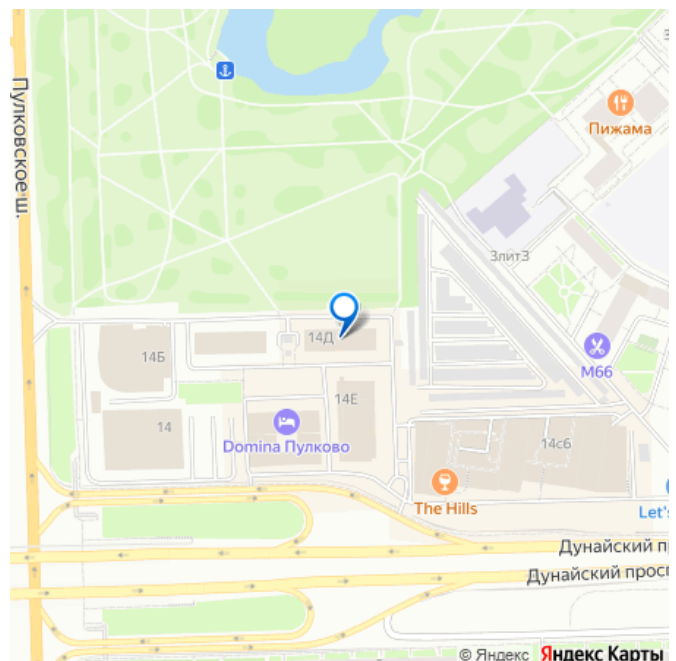 Пулковское ш.
Пижама
3лит3
14Д
14Б
М66
14Е
14
Domina Пулково
14с6
The Hills
Let's
Дунайский п
Дунайский просп
© Яндекс Яндекс Карты